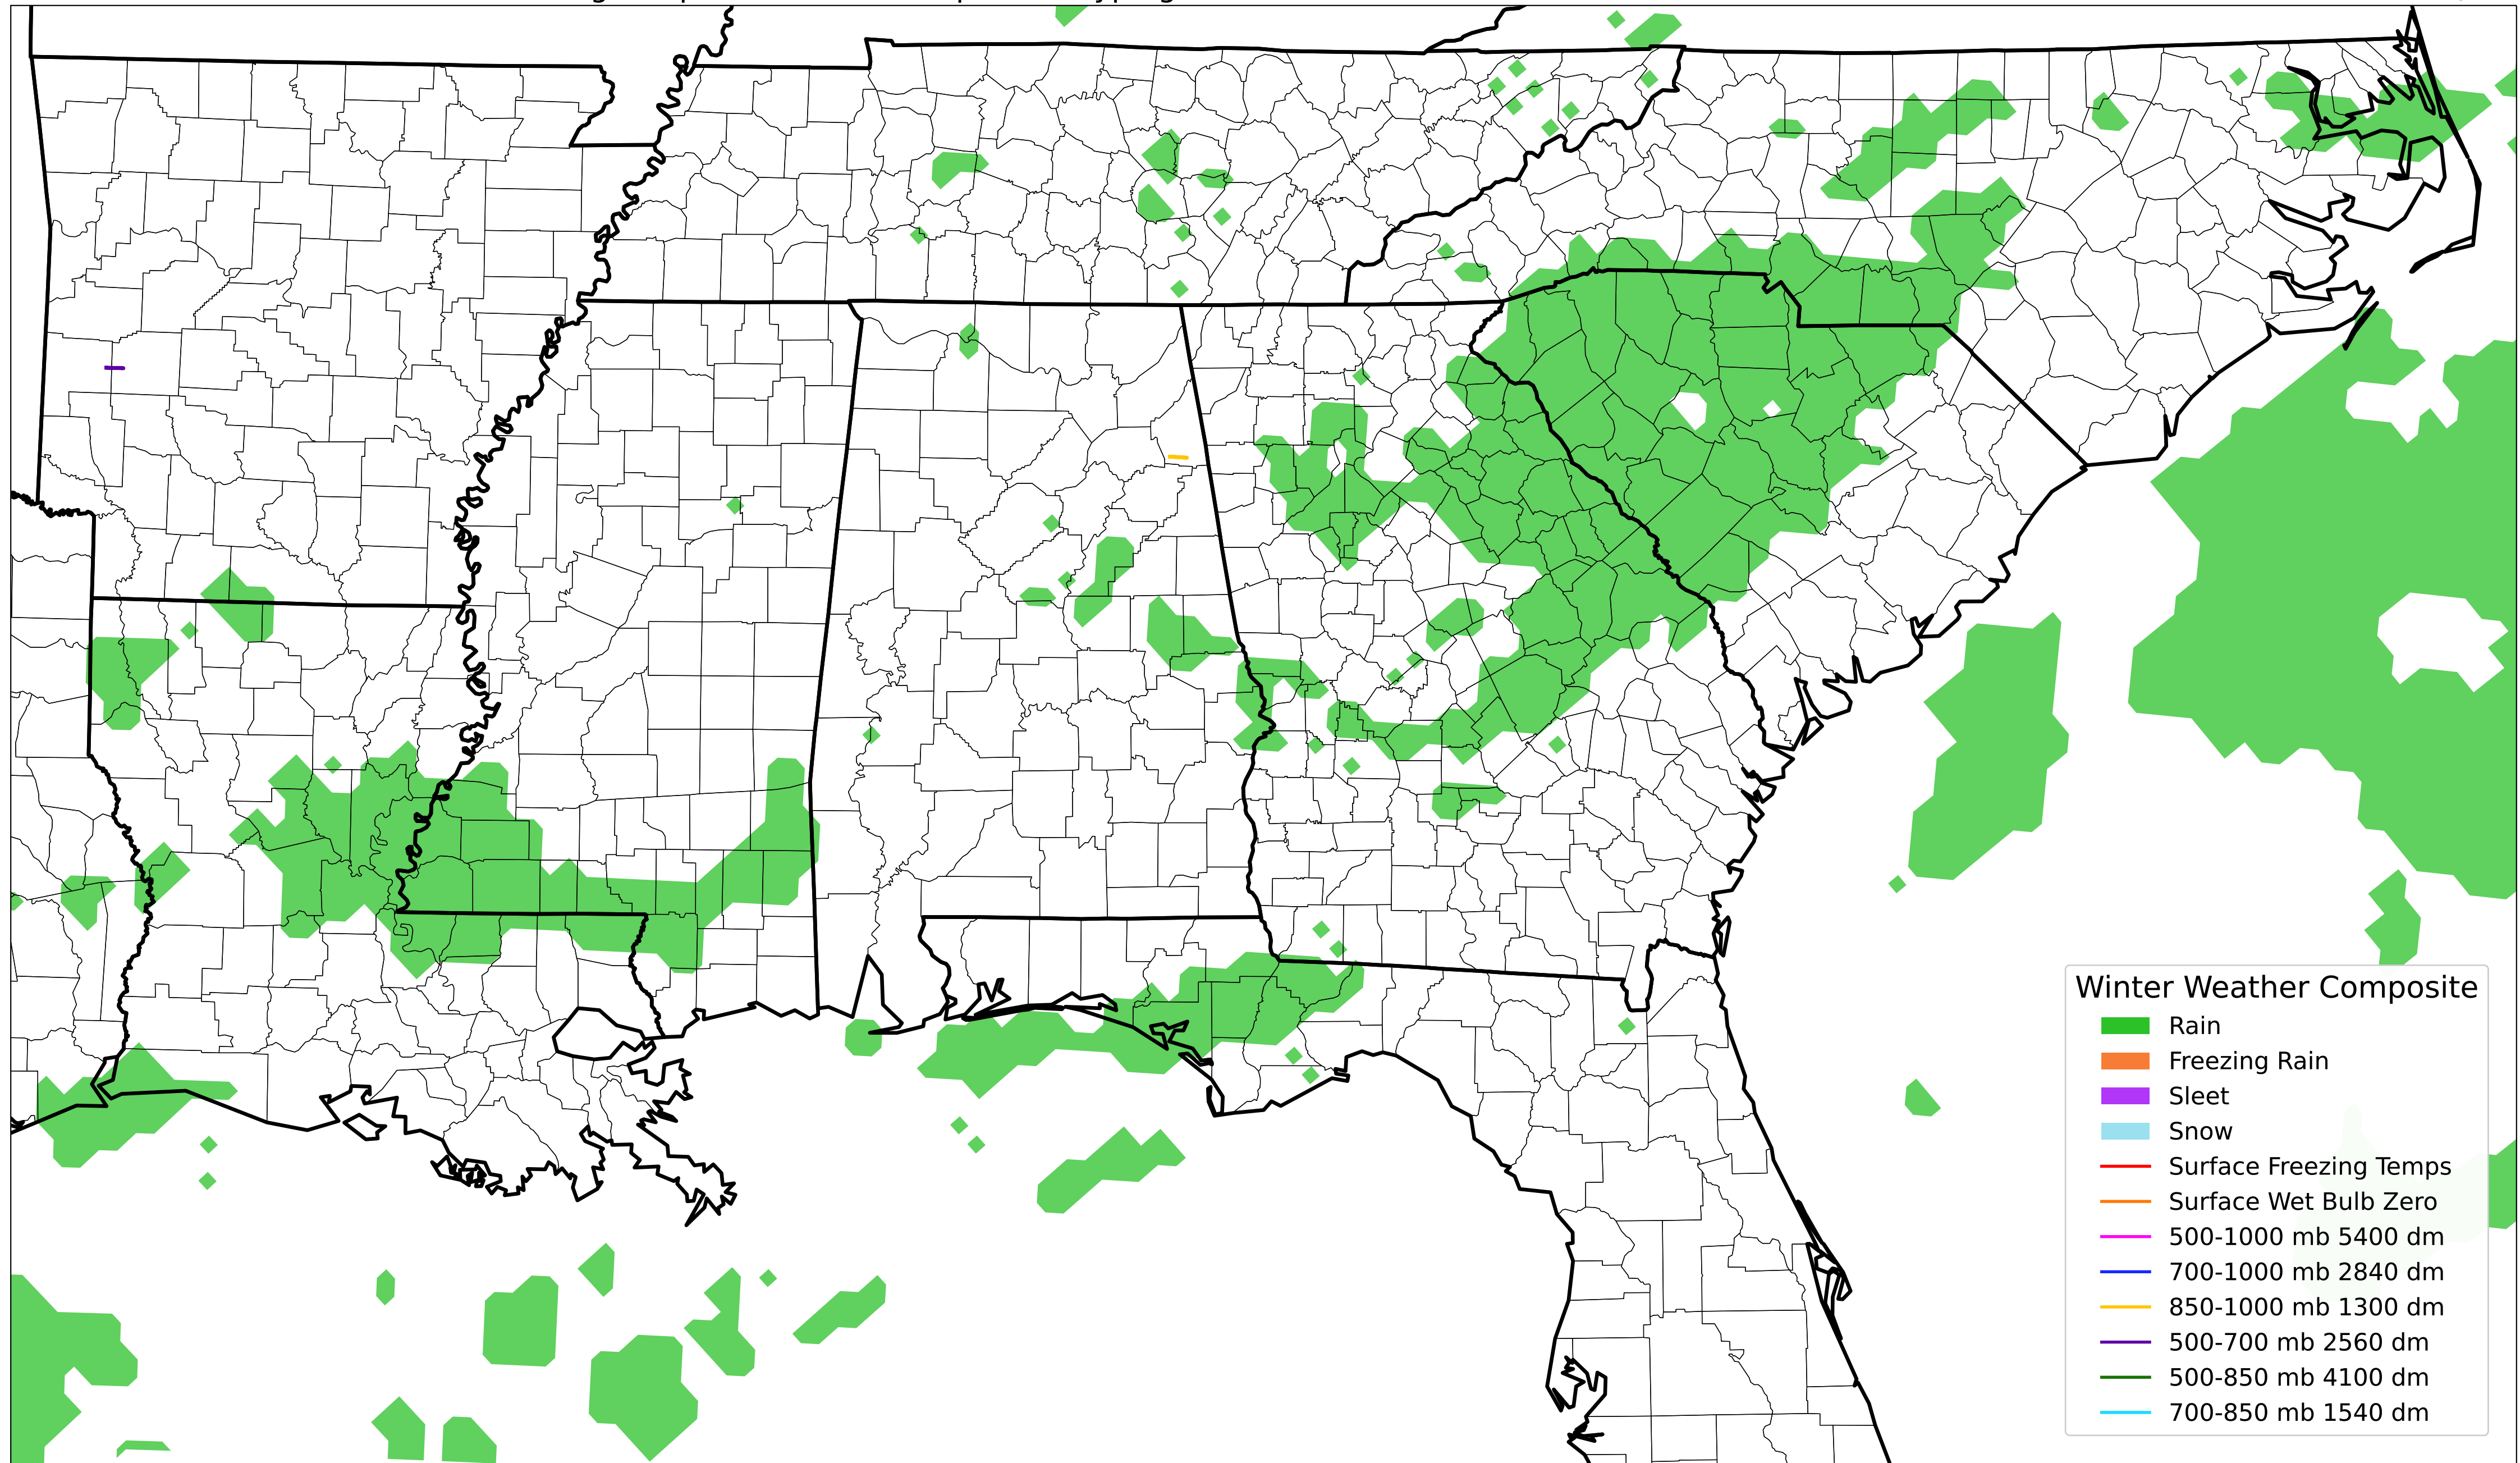 Winter Weather Composite
Rain
Freezing Rain
Sleet
Snow
Surface Freezing Temps
Surface Wet Bulb Zero
500-1000 mb 5400 dm
700-1000 mb 2840 dm
850-1000 mb 1300 dm
500-700 mb 2560 dm
500-850 mb 4100 dm
700-850 mb 1540 dm